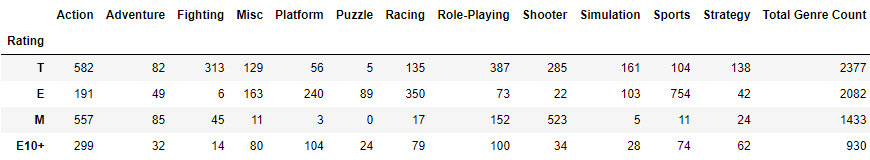 Action Adventure Fighting Misc Platform Puzzle Racing Role-Playing Shooter Simulation Sports Strategy Total Genre Count
Rating
T 582 82 313 129 56 5 135 387 285 161 104 138 2377
E 191 49 6 163 240 89 350 73 22 103 754 42 2082
M 557 85 45 11 3 0 17 152 523 5 11 24 1433
E10+ 299 32 14 80 104 24 79 100 34 28 74 62 930